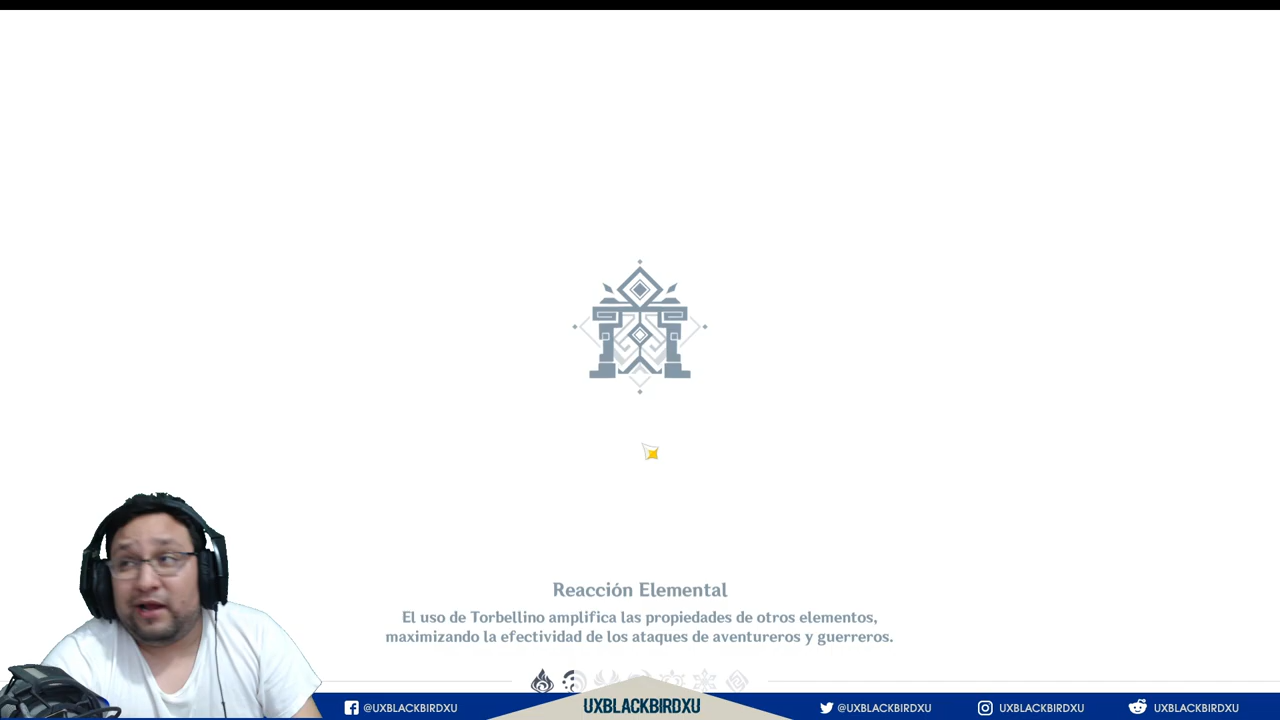 Reacción Elemental
El uso de Torbellino amplifica las propiedades de otros elementos,
maximizando la efectividad de los ataques de aventureros y guerreros.
@UXBLACKBIRDXU
UXBLACKBIRDXU
@UXBLACKBIRDXU
UXBLACKBIRDXU
UXBLACKBIRDXU